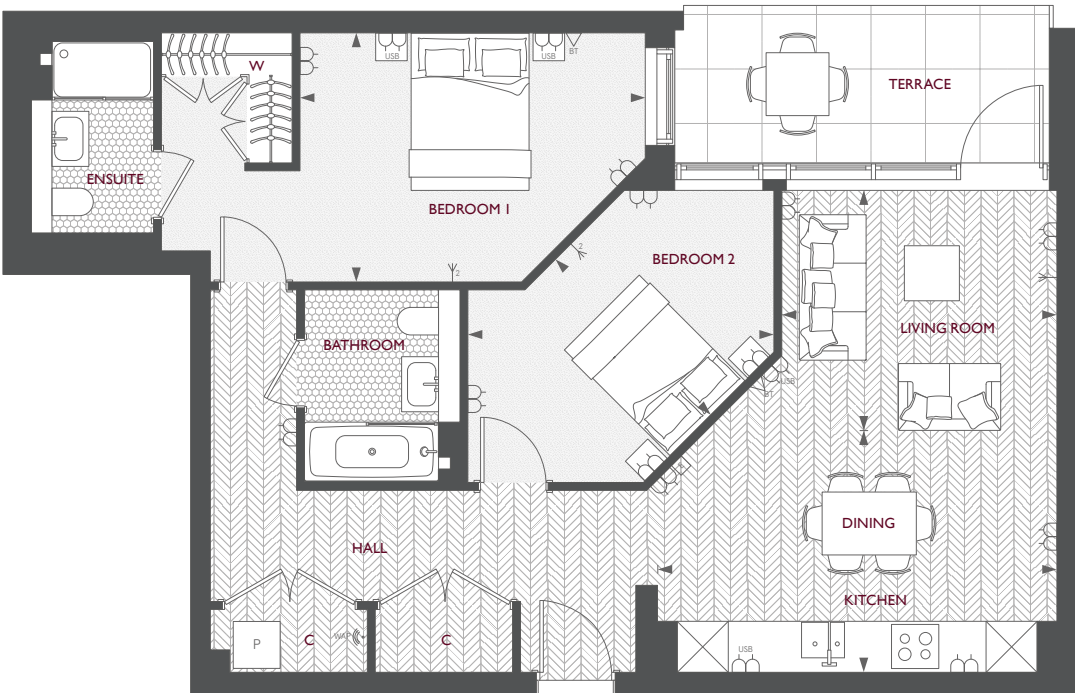 USB
USB
BT
W
TERRACE
ENSUITE
BEDROOM 1
2
BEDROOM 2
2
LIVING ROOM
BATHROOM
USB
BT
DINING
HALL
KITCHEN
P
C
WAP
C
USB